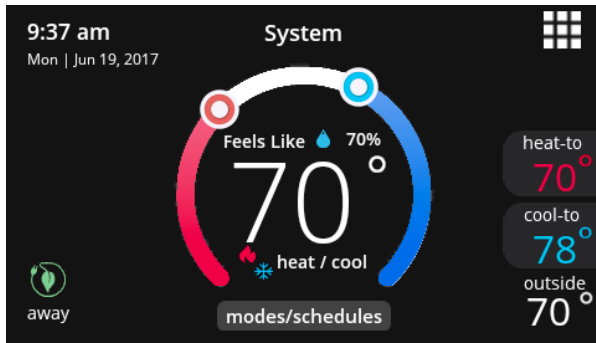 9:37 am
System
Mon | Jun 19, 2017
Feels Like 70%
70°
heat / cool
heat-to
70°
cool-to
78°
outside
70°
away
modes/schedules